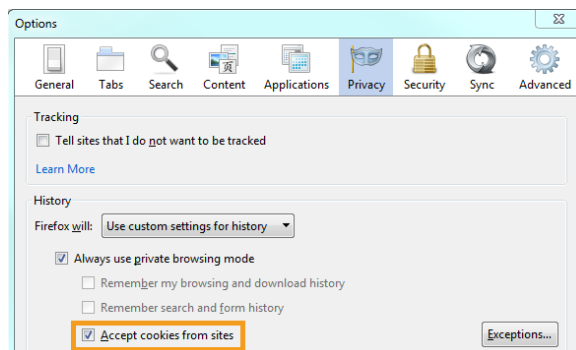 Options
General Tabs Search Content Applications Privacy Security Sync Advanced
Tracking
Tell sites that I do not want to be tracked
Learn More
History
Firefox will: Use custom settings for history
Always use private browsing mode
Remember my browsing and download history
Remember search and form history
Accept cookies from sites Exceptions...